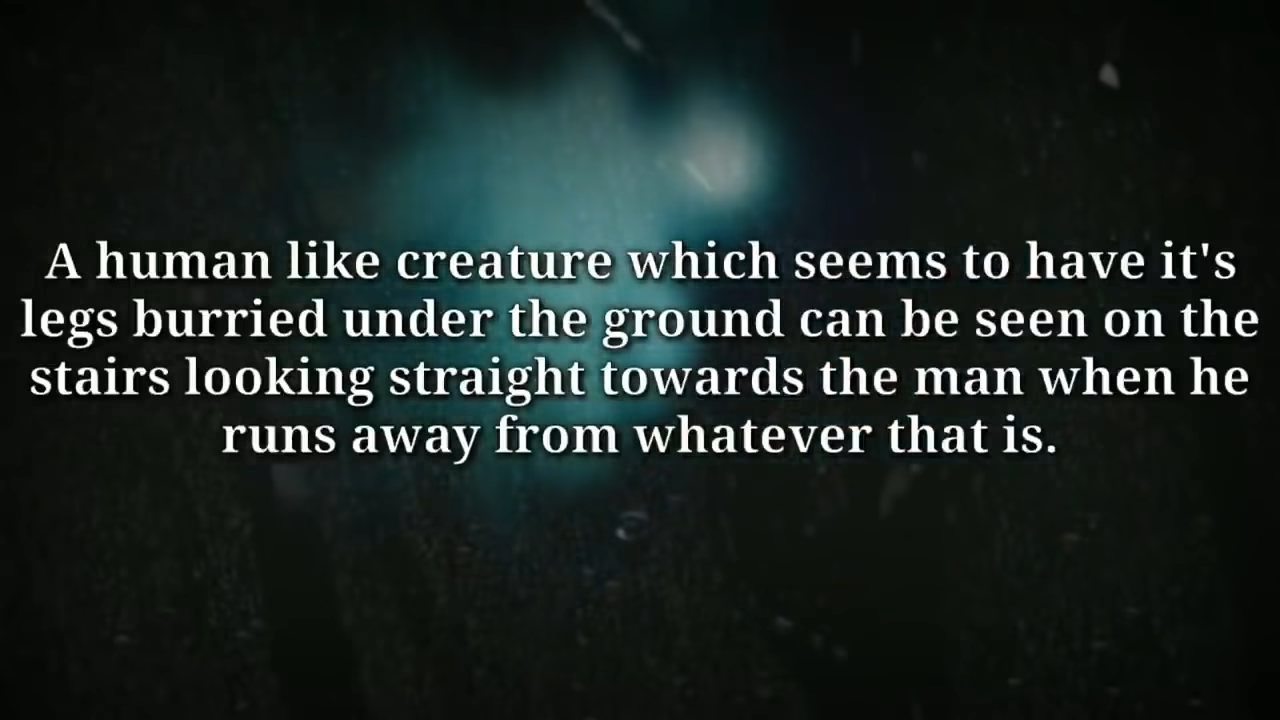 A human like creature which seems to have it's
legs burried under the ground can be seen on the
stairs looking straight towards the man when he
runs away from whatever that is.